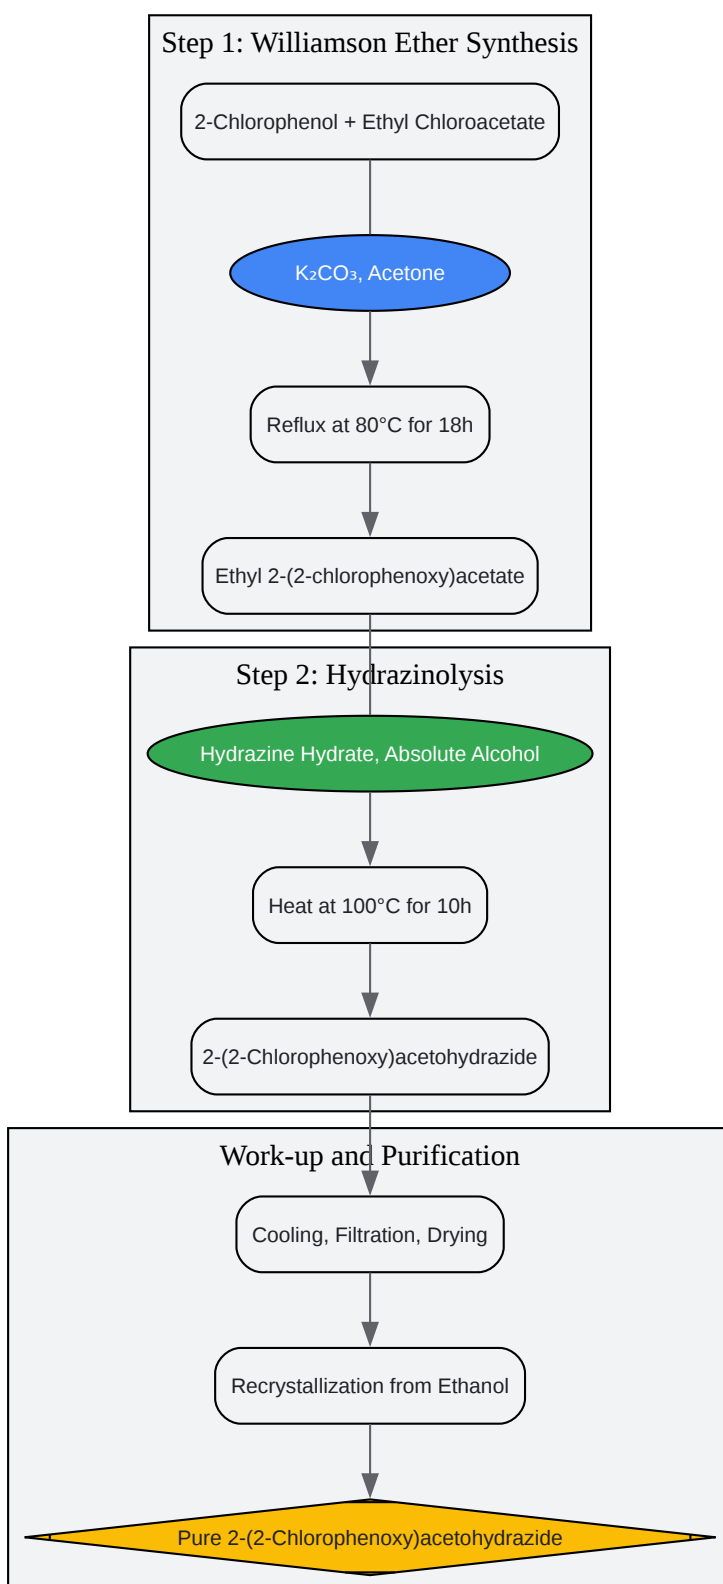 Step 1: Williamson Ether Synthesis
2-Chlorophenol + Ethyl Chloroacetate
K₂CO₃, Acetone
Reflux at 80°C for 18h
Ethyl 2-(2-chlorophenoxy)acetate
Step 2: Hydrazinolysis
Hydrazine Hydrate, Absolute Alcohol
Heat at 100°C for 10h
2-(2-Chlorophenoxy)acetohydrazide
Work-up and Purification
Cooling, Filtration, Drying
Recrystallization from Ethanol
Pure 2-(2-Chlorophenoxy)acetohydrazide